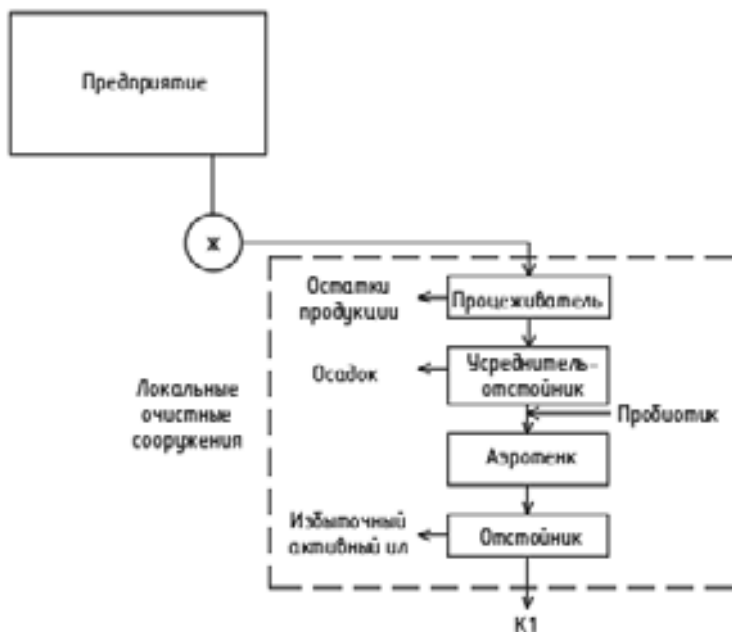 Предприятие
ж
Остатки
продукции
Процеживатель
Осадок
Усреднитель-
отстойник
Локальные
очистные
сооружения
Пробиотик
Аэротенк
Избыточный
активный ил
Отстойник
К1